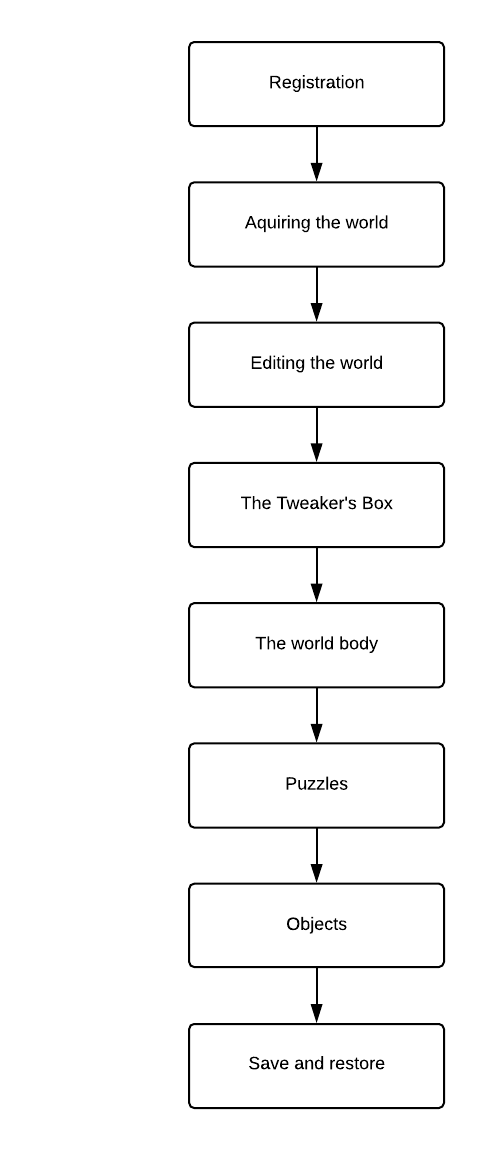 Registration
Aquiring the world
Editing the world
The Tweaker's Box
The world body
Puzzles
Objects
Save and restore